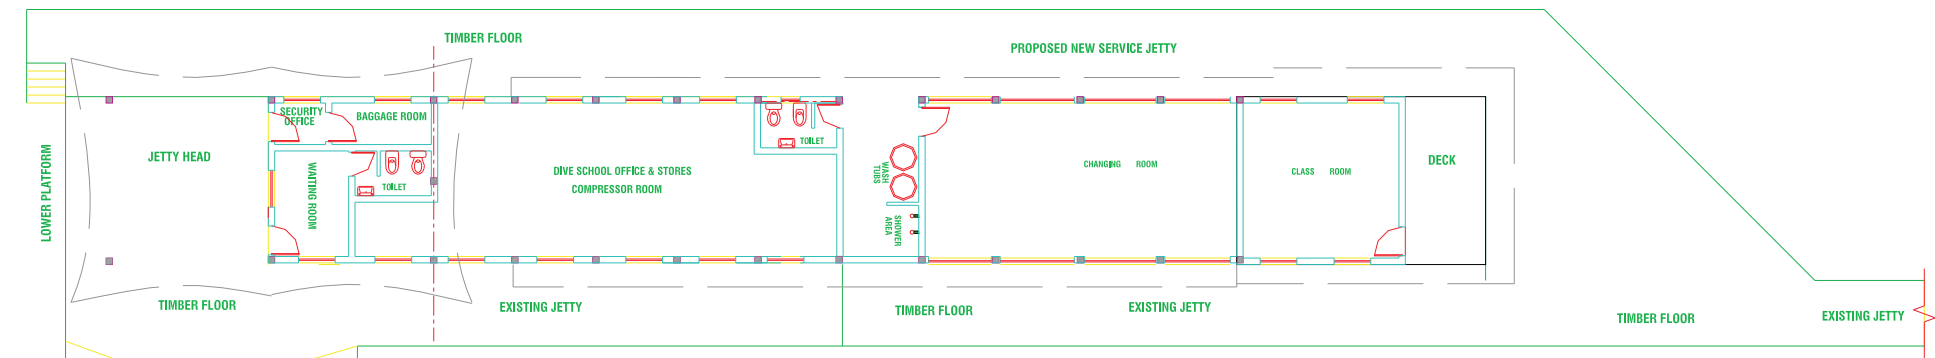 TIMBER FLOOR
PROPOSED NEW SERVICE JETTY
SECURITY
OFFICE
BAGGAGE ROOM
JETTY HEAD
LOWER PLATFORM
WAITING ROOM
TOILET
DIVE SCHOOL OFFICE & STORES
COMPRESSOR ROOM
TOILET
WASH
TUBS
SHOWER
AREA
CHANGING ROOM
CLASS ROOM
DECK
TIMBER FLOOR
EXISTING JETTY
TIMBER FLOOR
EXISTING JETTY
TIMBER FLOOR
EXISTING JETTY